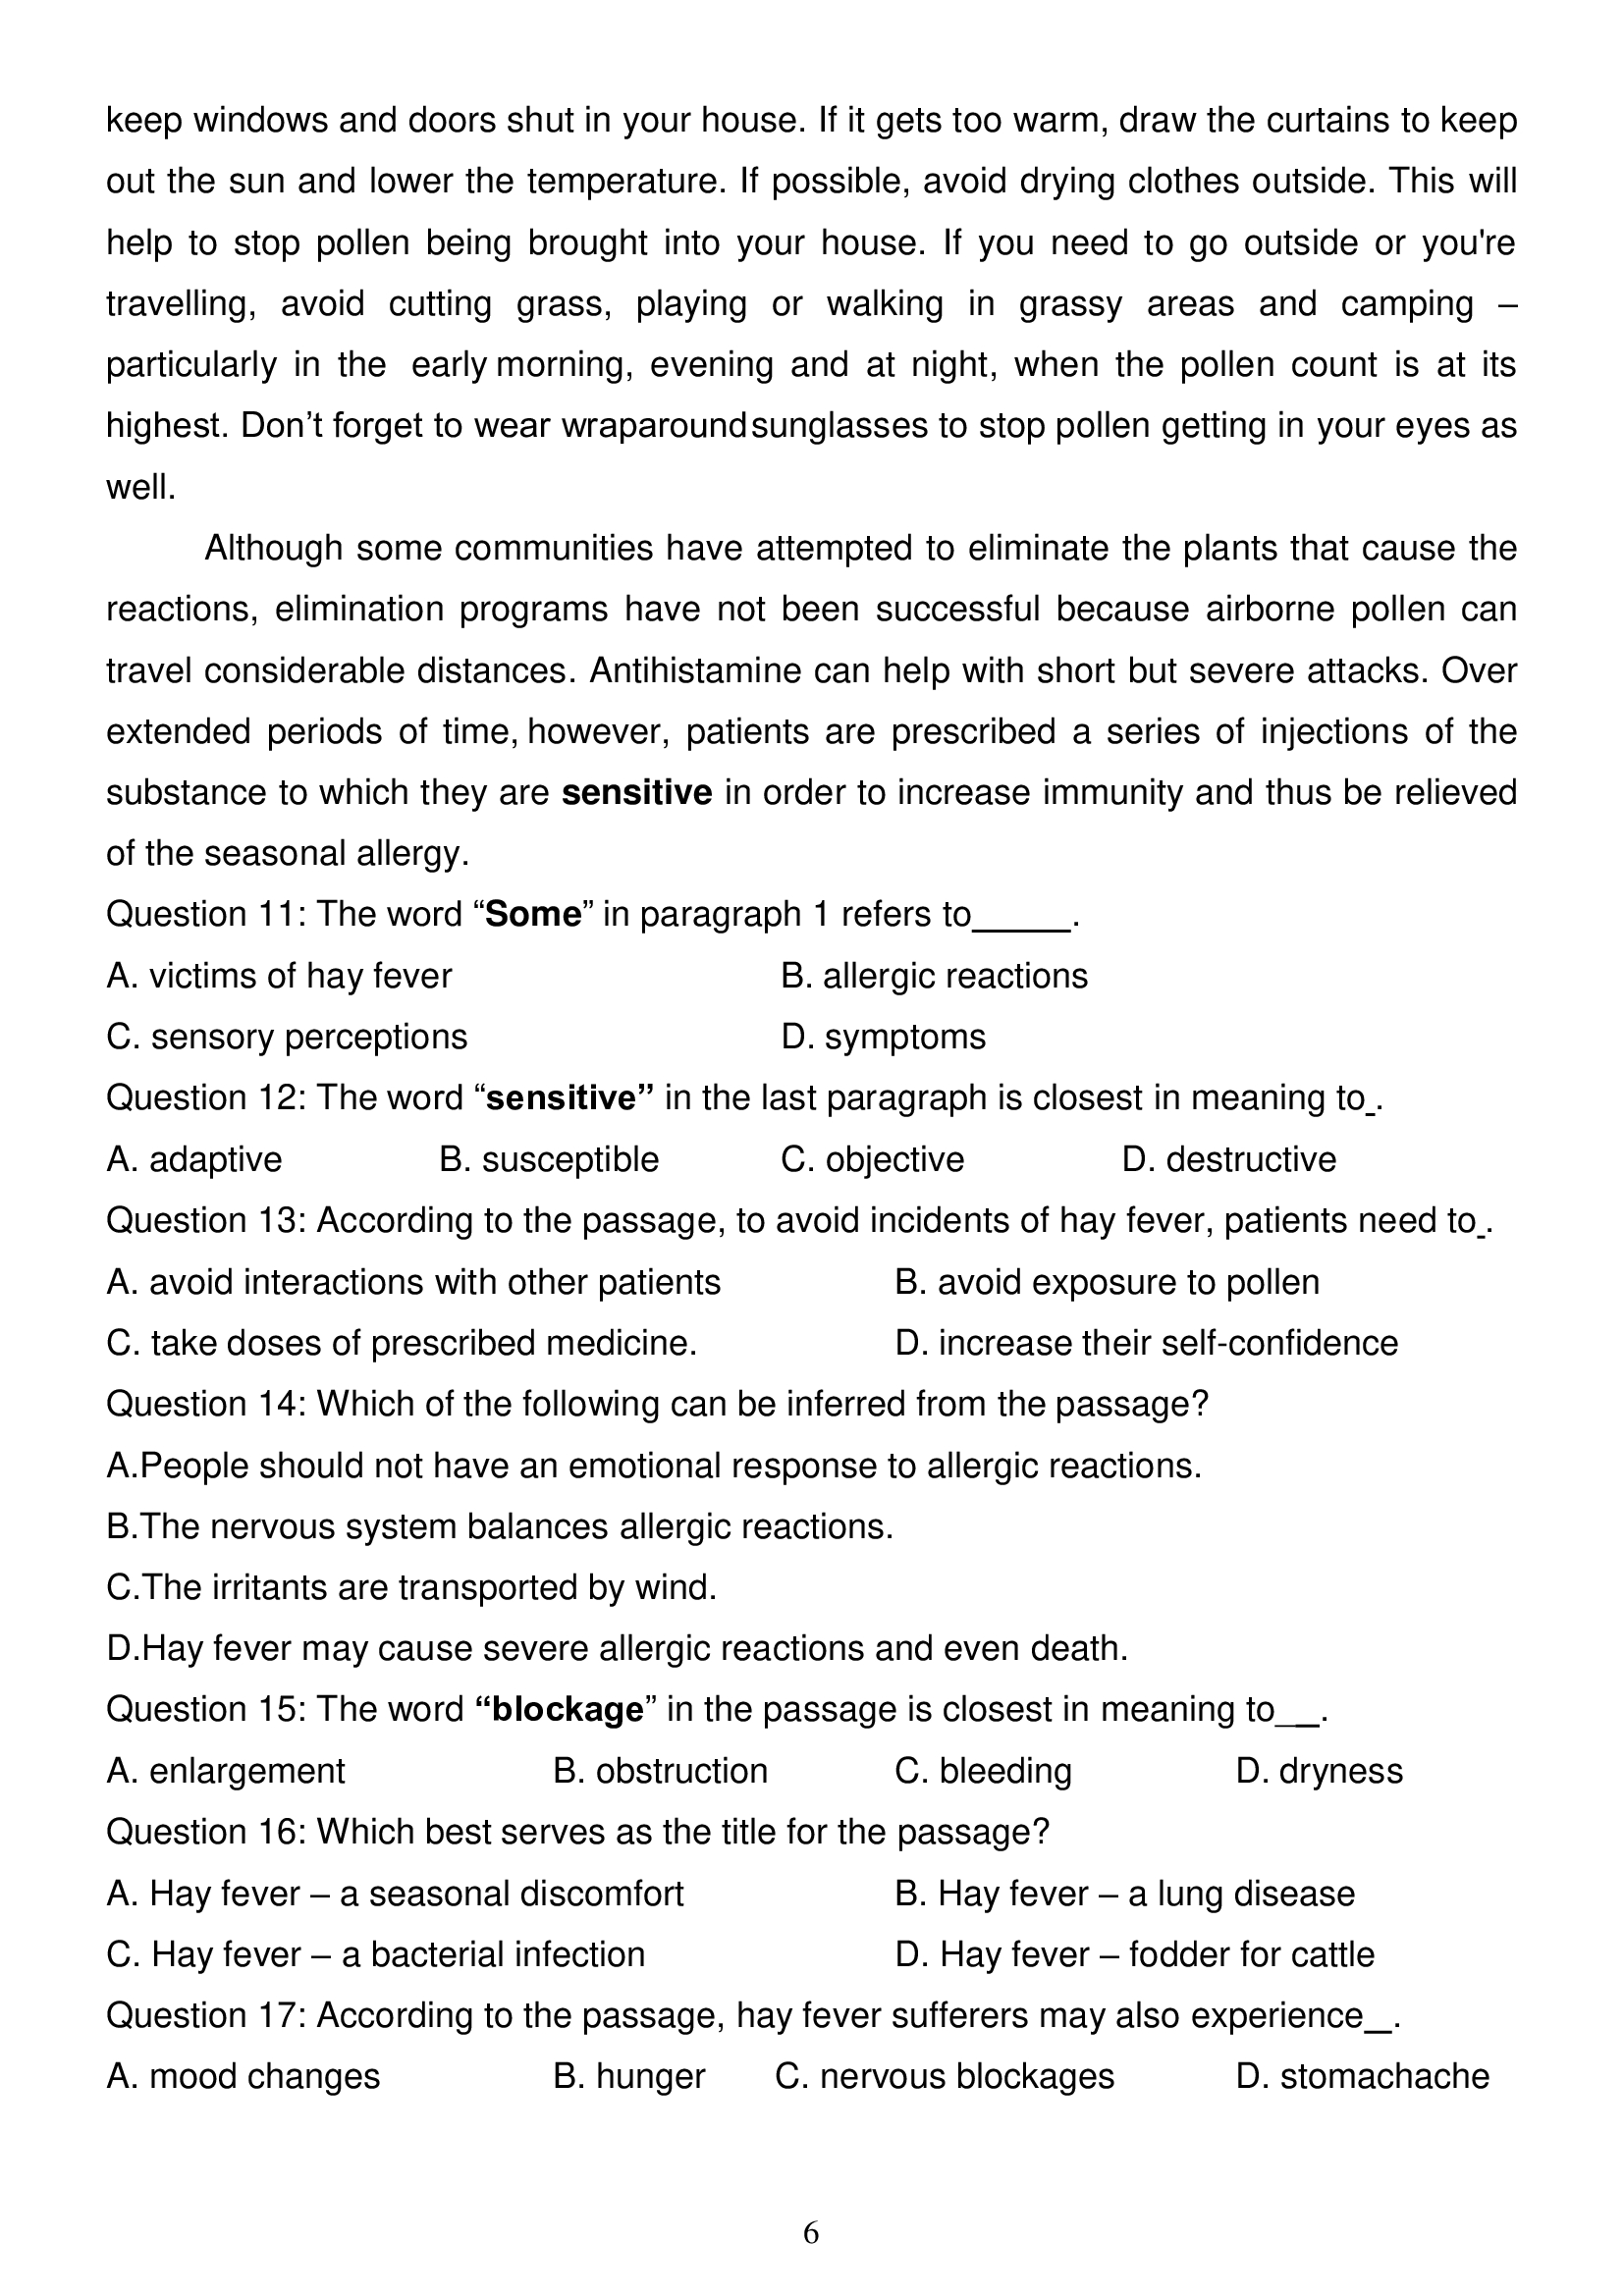 keep windows and doors shut in your house. If it gets too warm, draw the curtains to keep
out the sun and lower the temperature. If possible, avoid drying clothes outside. This will
help to stop pollen being brought into your house. If you need to go outside or you're
travelling, avoid cutting grass, playing or walking in grassy areas and camping –
particularly in the early morning, evening and at night, when the pollen count is at its
highest. Don’t forget to wear wraparoundsunglasses to stop pollen getting in your eyes as
well.
Although some communities have attempted to eliminate the plants that cause the
reactions, elimination programs have not been successful because airborne pollen can
travel considerable distances. Antihistamine can help with short but severe attacks. Over
extended periods of time, however, patients are prescribed a series of injections of the
substance to which they are sensitive in order to increase immunity and thus be relieved
of the seasonal allergy.
Question 11: The word “Some” in paragraph 1 refers to_____.
A. victims of hay fever B. allergic reactions
C. sensory perceptions D. symptoms
Question 12: The word “sensitive” in the last paragraph is closest in meaning to_.
A. adaptive B. susceptible C. objective D. destructive
Question 13: According to the passage, to avoid incidents of hay fever, patients need to_.
A. avoid interactions with other patients B. avoid exposure to pollen
C. take doses of prescribed medicine. D. increase their self-confidence
Question 14: Which of the following can be inferred from the passage?
A.People should not have an emotional response to allergic reactions.
B.The nervous system balances allergic reactions.
C.The irritants are transported by wind.
D.Hay fever may cause severe allergic reactions and even death.
Question 15: The word “blockage” in the passage is closest in meaning to__.
A. enlargement B. obstruction C. bleeding D. dryness
Question 16: Which best serves as the title for the passage?
A. Hay fever – a seasonal discomfort B. Hay fever – a lung disease
C. Hay fever – a bacterial infection D. Hay fever – fodder for cattle
Question 17: According to the passage, hay fever sufferers may also experience__.
A. mood changes B. hunger C. nervous blockages D. stomachache
6